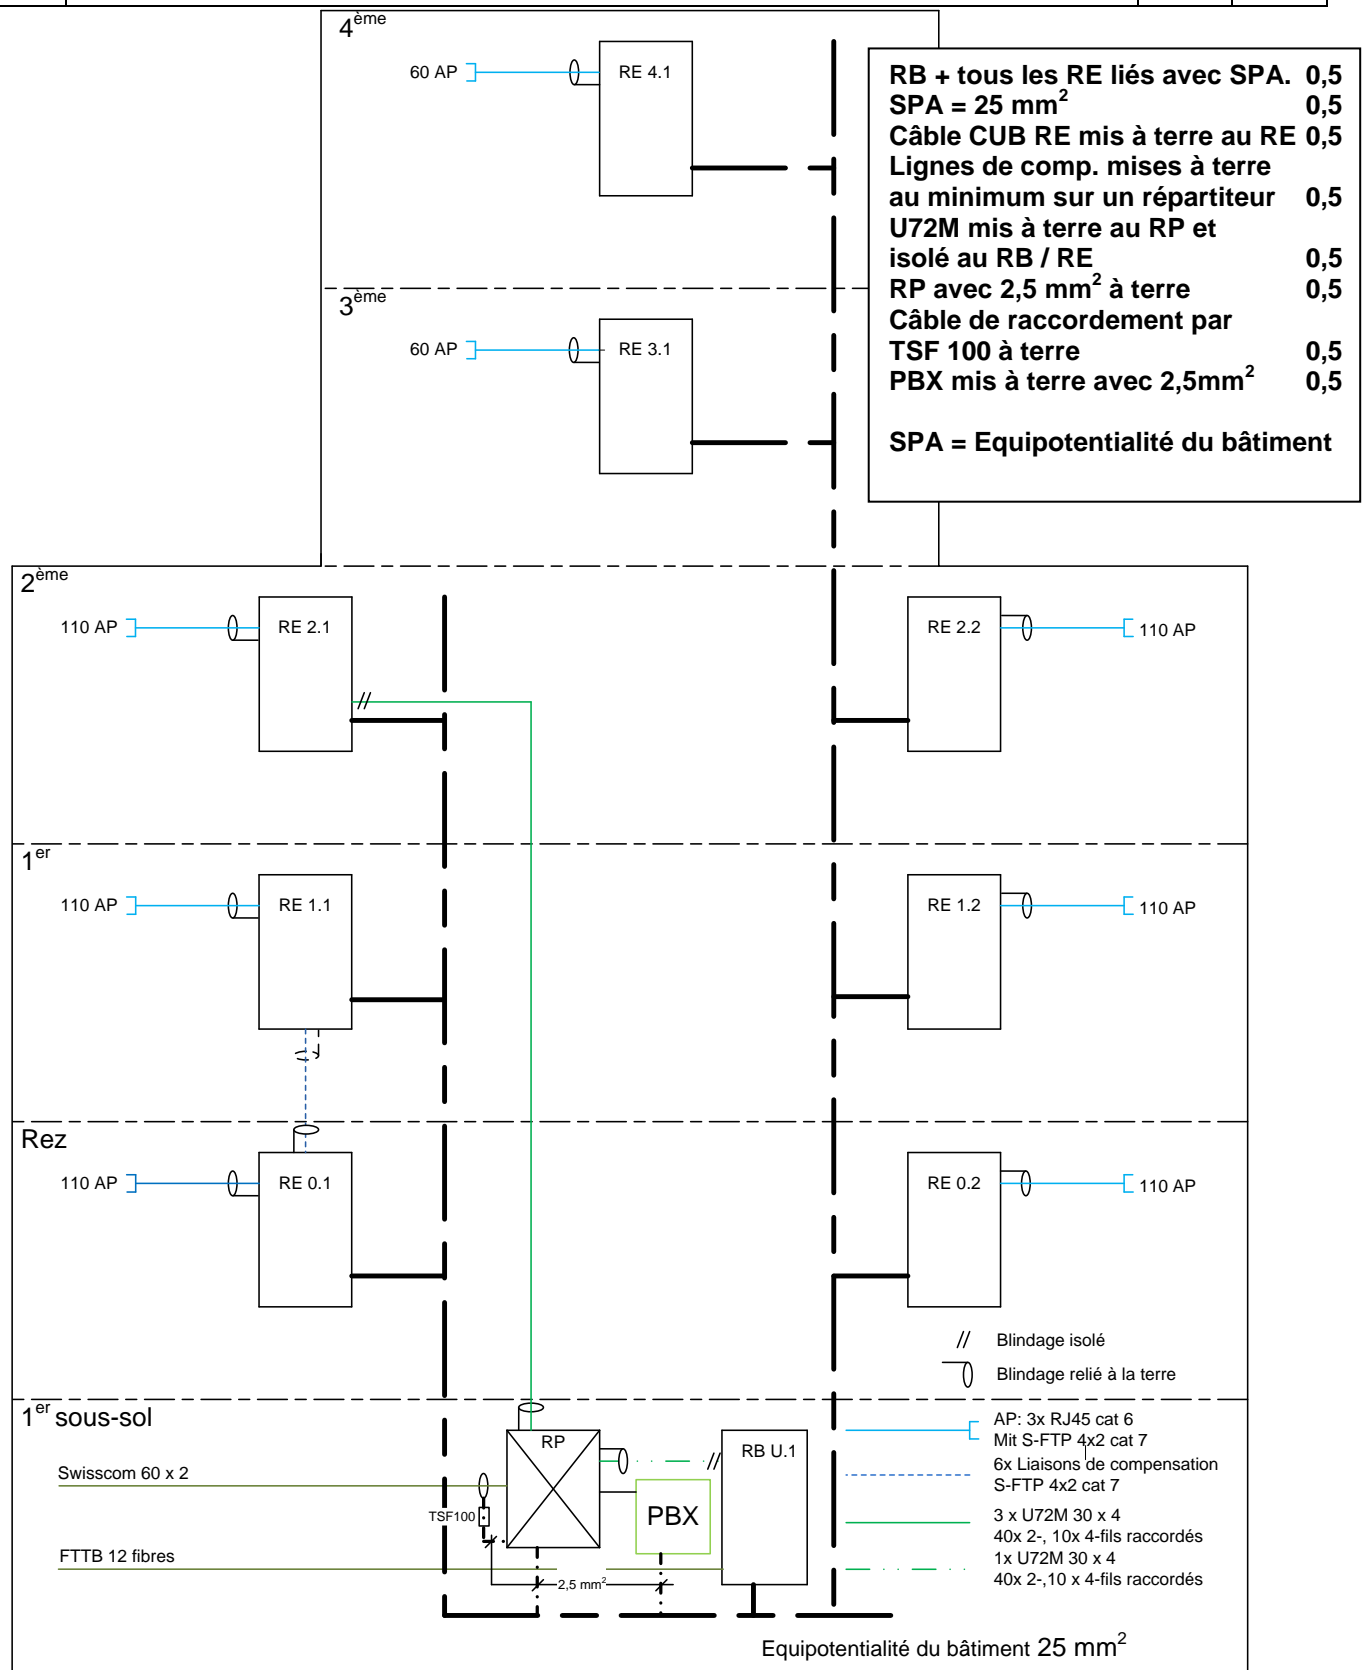 4ème
60 AP
RE 4.1
RB + tous les RE liés avec SPA. 0,5
SPA = 25 mm² 0,5
Câble CUB RE mis à terre au RE 0,5
Lignes de comp. mises à terre
au minimum sur un répartiteur 0,5
U72M mis à terre au RP et
isolé au RB / RE 0,5
RP avec 2,5 mm² à terre 0,5
Câble de raccordement par
TSF 100 à terre 0,5
PBX mis à terre avec 2,5mm² 0,5
SPA = Equipotentialité du bâtiment
3ème
60 AP
RE 3.1
2ème
110 AP
RE 2.1
RE 2.2
110 AP
1er
110 AP
RE 1.1
RE 1.2
110 AP
Rez
110 AP
RE 0.1
RE 0.2
110 AP
// Blindage isolé
Blindage relié à la terre
1er sous-sol
RP
RB U.1
AP: 3x RJ45 cat 6
Mit S-FTP 4x2 cat 7
Swisscom 60 x 2
6x Liaisons de compensation
S-FTP 4x2 cat 7
TSF100
PBX
3 x U72M 30 x 4
40x 2-, 10x 4-fils raccordés
FTTB 12 fibres
1x U72M 30 x 4
40x 2-,10 x 4-fils raccordés
2,5 mm²
Equipotentialité du bâtiment 25 mm²